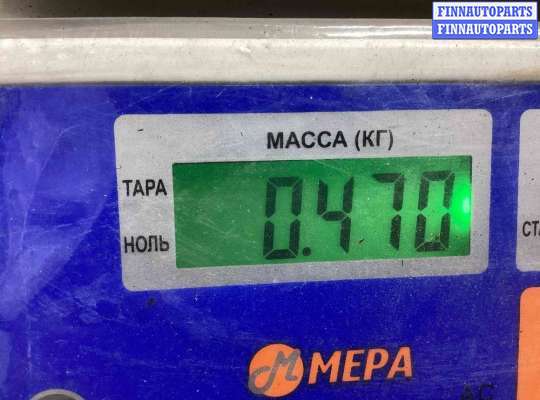 FINNAUTOPARTS
FINNAUTOPARTS
МАССА (КГ)
ТАРА
0.470
НОЛЬ
М МЕРА